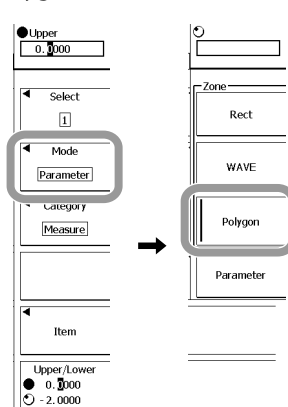 Upper
0.0000
Select
1
Mode
Parameter
Category
Measure
Item
Upper/Lower
0.0000
-2.0000
Zone
Rect
WAVE
Polygon
Parameter